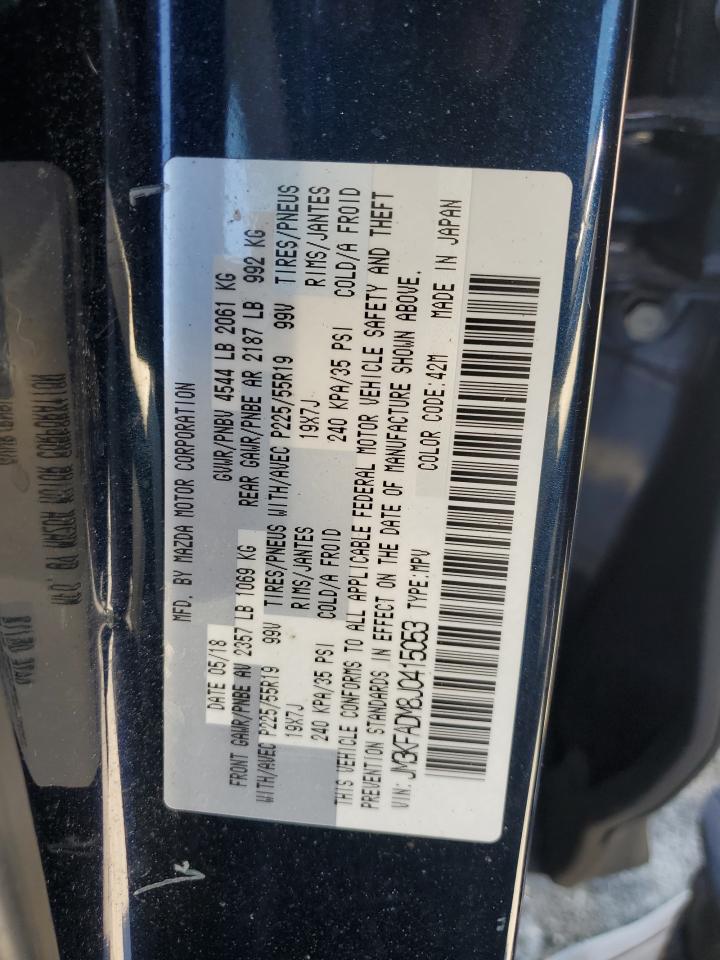 MFD. BY MAZDA MOTOR CORPORATION
DATE 05/18 GVWR/PNBV 4544 LB 2061 KG
FRONT GAWR/PNBE AV 2357 LB 1069 KG REAR GAWR/PNBE AR 2187 LB 992 KG
WITH/AVEC P225/55R19 99V TIRES/PNEUS WITH/AVEC P225/55R19 99V TIRES/PNEUS
19X7J RIMS/JANTES 19X7J RIMS/JANTES
240 KPA/35 PSI COLD/A FROID 240 KPA/35 PSI COLD/A FROID
THIS VEHICLE CONFORMS TO ALL APPLICABLE FEDERAL MOTOR VEHICLE SAFETY AND THEFT
PREVENTION STANDARDS IN EFFECT ON THE DATE OF MANUFACTURE SHOWN ABOVE.
VIN: JM3KFADM8J0415053 TYPE:MPV COLOR CODE:42M MADE IN JAPAN